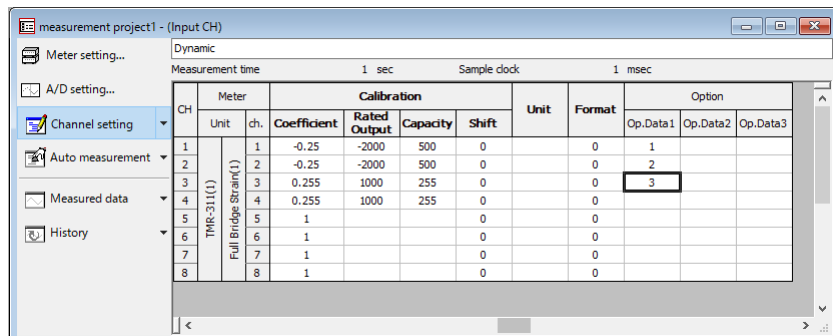 measurement project1 - (Input CH)
Meter setting...
A/D setting...
Channel setting
Auto measurement
Measured data
History
Dynamic
Measurement time 1 sec Sample clock 1 msec
CH Meter Calibration Unit Format Option
Unit ch. Coefficient Rated Output Capacity Shift Op.Data1 Op.Data2 Op.Data3
TMR-311(1) Full Bridge Strain(1)
1 1 -0.25 -2000 500 0 0 1
2 2 -0.25 -2000 500 0 0 2
3 3 0.255 1000 255 0 0 3
4 4 0.255 1000 255 0 0
5 5 1 0 0
6 6 1 0 0
7 7 1 0 0
8 8 1 0 0